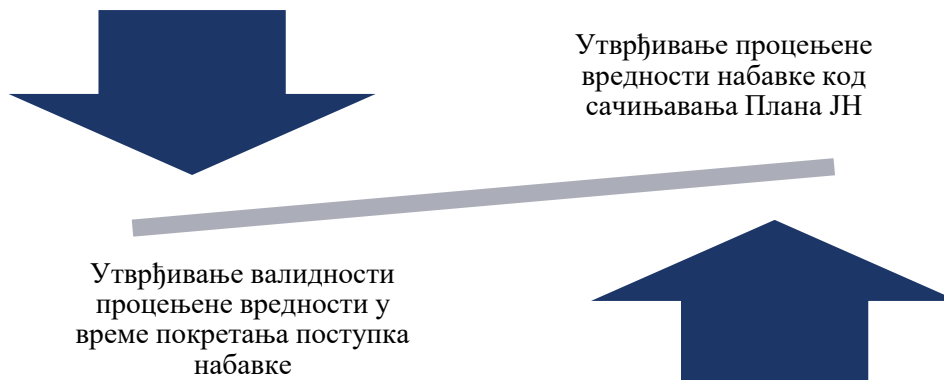 Утврђивање процењене
вредности набавке код
сачињавања Плана ЈН
Утврђивање валидности
процењене вредности у
време покретања поступка
набавке